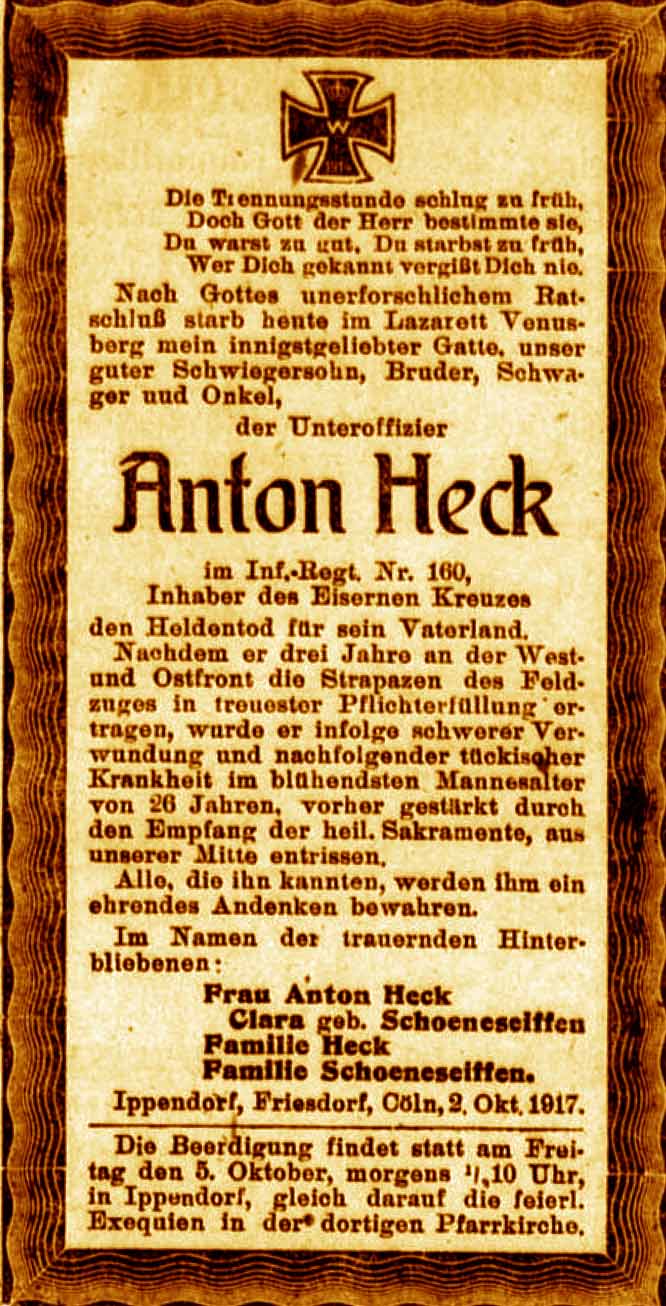 W
Die Trennungsstunde schlug zu früh,
Doch Gott der Herr bestimmte sie,
Du warst zu gut, Du starbst zu früh,
Wer Dich gekannt vergißt Dich nie.
Nach Gottes unerforschlichem Rat-
schluß starb heute im Lazarett Venus-
berg mein innigstgeliebter Gatte, unser
guter Schwiegersohn, Bruder, Schwa-
ger und Onkel,
der Unteroffizier
Anton Heck
im Inf.-Regt. Nr. 160,
Inhaber des Eisernen Kreuzes
den Heldentod für sein Vaterland.
Nachdem er drei Jahre an der West-
und Ostfront die Strapazen des Feld-
zuges in treuester Pflichterfüllung er-
tragen, wurde er infolge schwerer Ver-
wundung und nachfolgender tückischer
Krankheit im blühendsten Mannesalter
von 26 Jahren, vorher gestärkt durch
den Empfang der heil. Sakramente, aus
unserer Mitte entrissen.
Alle, die ihn kannten, werden ihm ein
ehrendes Andenken bewahren.
Im Namen der trauernden Hinter-
bliebenen:
Frau Anton Heck
Clara geb. Schoeneseiffen
Familie Heck
Familie Schoeneseiffen.
Ippendorf, Friesdorf, Cöln, 2. Okt. 1917.
Die Beerdigung findet statt am Frei-
tag den 5. Oktober, morgens 10 Uhr,
in Ippendorf, gleich darauf die feierl.
Exequien in der dortigen Pfarrkirche.